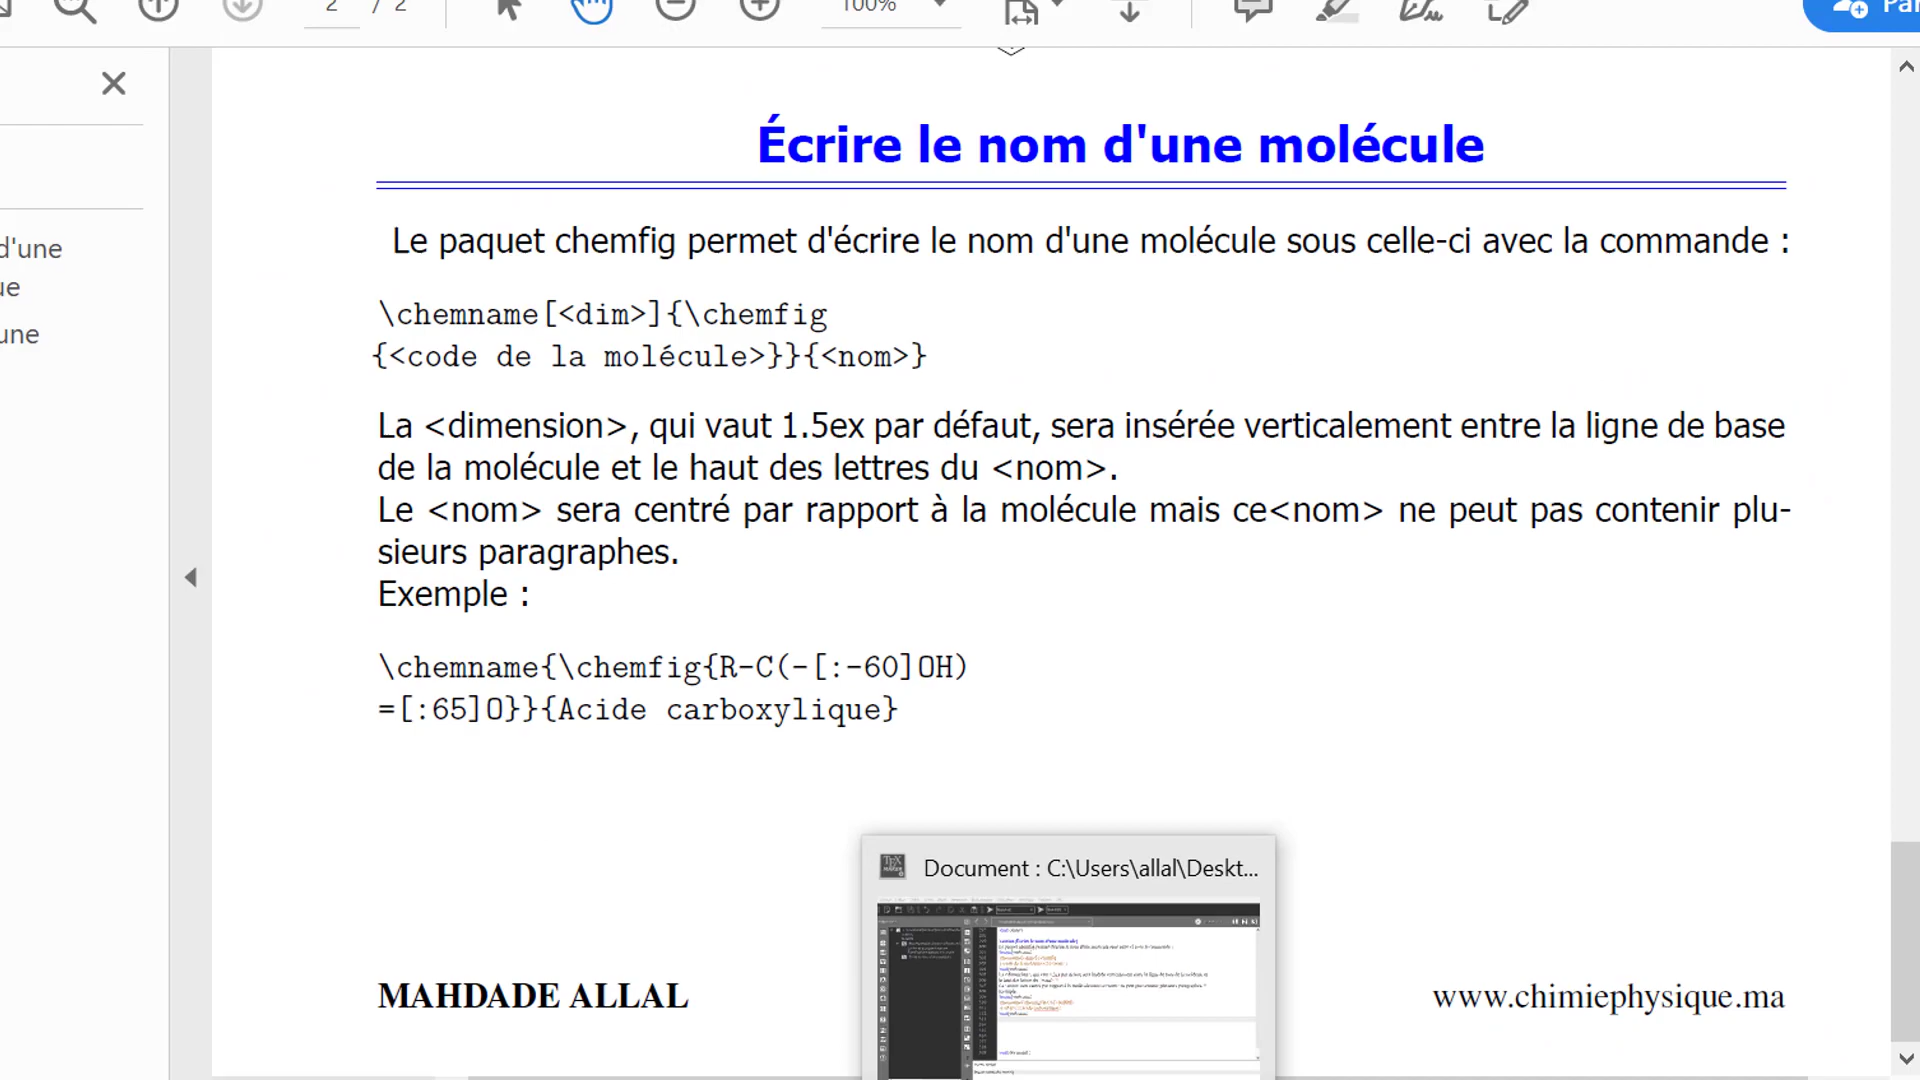 2 / 2
100%
Par
d'une
ue
une
Écrire le nom d'une molécule
Le paquet chemfig permet d'écrire le nom d'une molécule sous celle-ci avec la commande :
\chemname[<dim>]{\chemfig
{<code de la molécule>}}{<nom>}
La <dimension>, qui vaut 1.5ex par défaut, sera insérée verticalement entre la ligne de base
de la molécule et le haut des lettres du <nom>.
Le <nom> sera centré par rapport à la molécule mais ce<nom> ne peut pas contenir plu-
sieurs paragraphes.
Exemple :
\chemname{\chemfig{R-C(-[:-60]OH)
=[:65]O}}{Acide carboxylique}
Document : C:\Users\allal\Deskt...
MAHDADE ALLAL
www.chimiephysique.ma